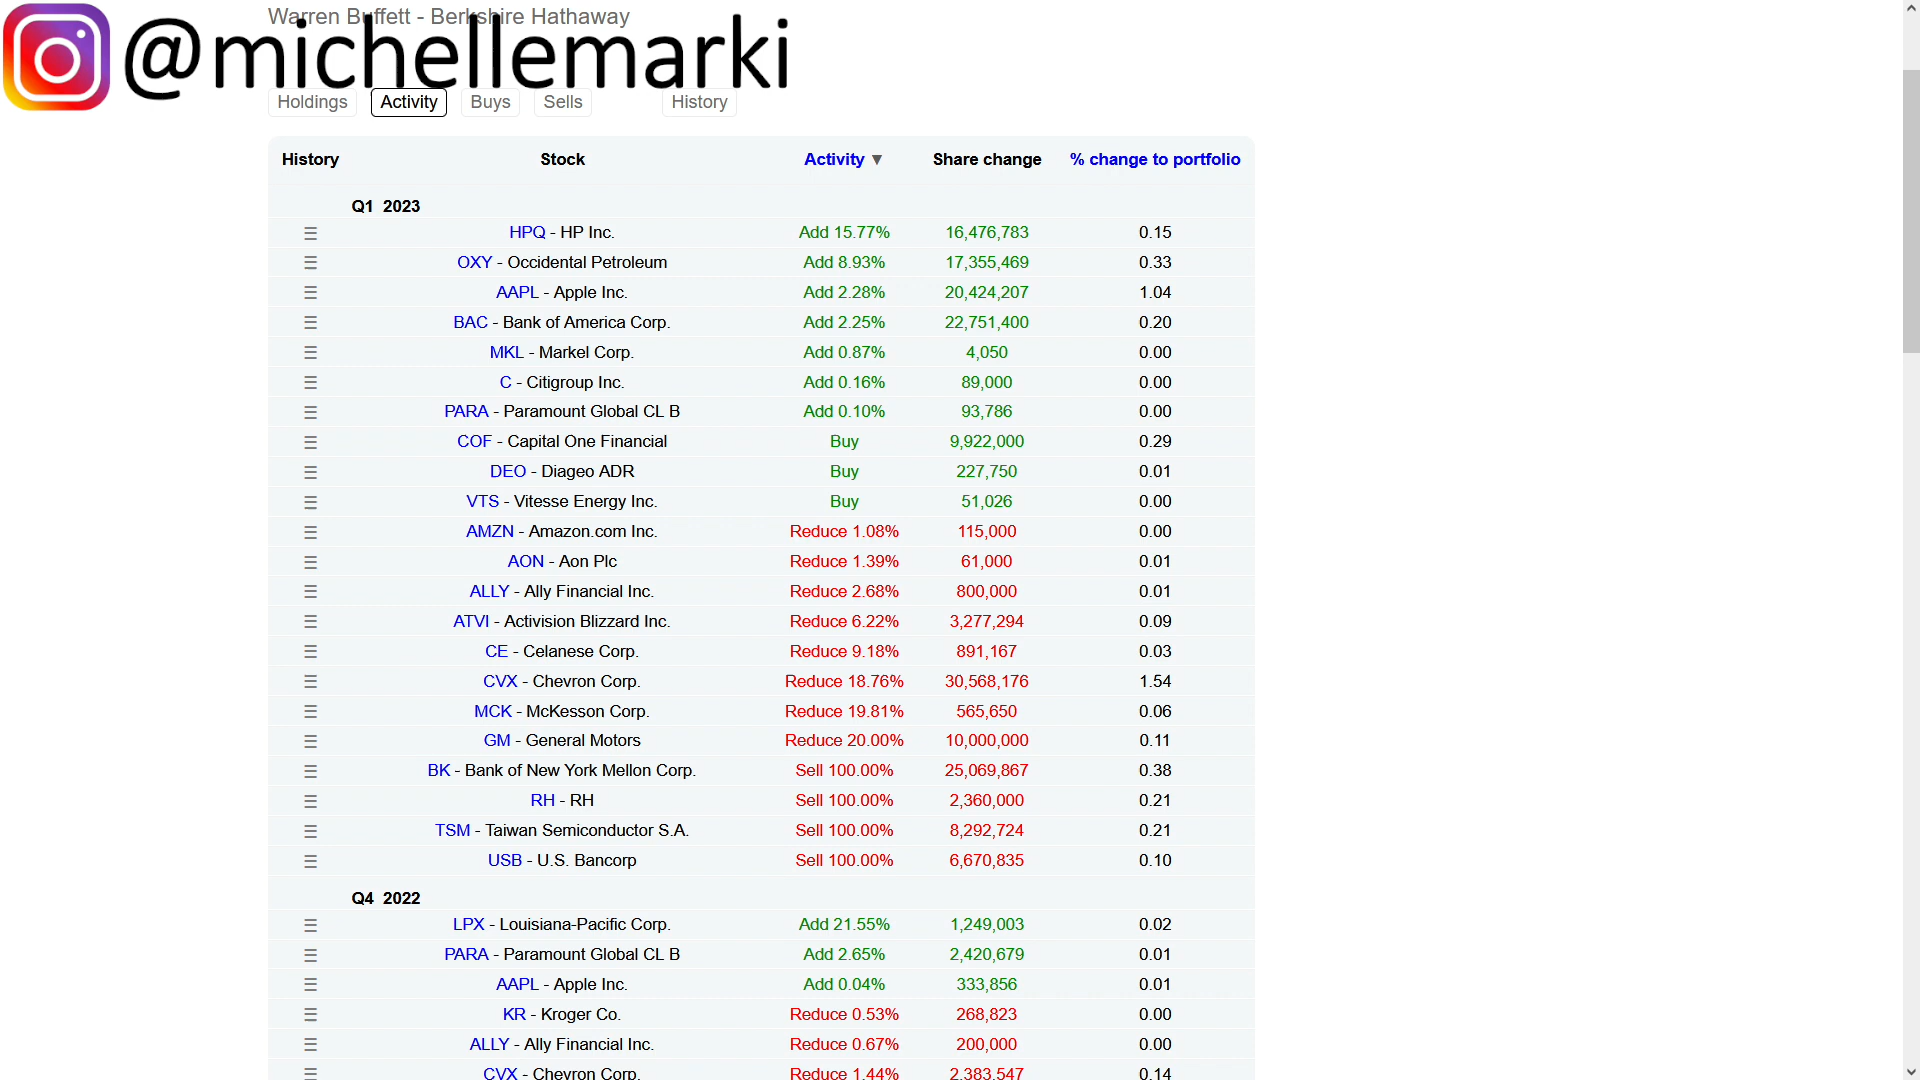 Warren Buffett - Berkshire Hathaway
@michellemarki
Holdings Activity Buys Sells History
History Stock Activity ▼ Share change % change to portfolio
Q1 2023
≡ HPQ - HP Inc. Add 15.77% 16,476,783 0.15
≡ OXY - Occidental Petroleum Add 8.93% 17,355,469 0.33
≡ AAPL - Apple Inc. Add 2.28% 20,424,207 1.04
≡ BAC - Bank of America Corp. Add 2.25% 22,751,400 0.20
≡ MKL - Markel Corp. Add 0.87% 4,050 0.00
≡ C - Citigroup Inc. Add 0.16% 89,000 0.00
≡ PARA - Paramount Global CL B Add 0.10% 93,786 0.00
≡ COF - Capital One Financial Buy 9,922,000 0.29
≡ DEO - Diageo ADR Buy 227,750 0.01
≡ VTS - Vitesse Energy Inc. Buy 51,026 0.00
≡ AMZN - Amazon.com Inc. Reduce 1.08% 115,000 0.00
≡ AON - Aon Plc Reduce 1.39% 61,000 0.01
≡ ALLY - Ally Financial Inc. Reduce 2.68% 800,000 0.01
≡ ATVI - Activision Blizzard Inc. Reduce 6.22% 3,277,294 0.09
≡ CE - Celanese Corp. Reduce 9.18% 891,167 0.03
≡ CVX - Chevron Corp. Reduce 18.76% 30,568,176 1.54
≡ MCK - McKesson Corp. Reduce 19.81% 565,650 0.06
≡ GM - General Motors Reduce 20.00% 10,000,000 0.11
≡ BK - Bank of New York Mellon Corp. Sell 100.00% 25,069,867 0.38
≡ RH - RH Sell 100.00% 2,360,000 0.21
≡ TSM - Taiwan Semiconductor S.A. Sell 100.00% 8,292,724 0.21
≡ USB - U.S. Bancorp Sell 100.00% 6,670,835 0.10
Q4 2022
≡ LPX - Louisiana-Pacific Corp. Add 21.55% 1,249,003 0.02
≡ PARA - Paramount Global CL B Add 2.65% 2,420,679 0.01
≡ AAPL - Apple Inc. Add 0.04% 333,856 0.01
≡ KR - Kroger Co. Reduce 0.53% 268,823 0.00
≡ ALLY - Ally Financial Inc. Reduce 0.67% 200,000 0.00
≡ CVX - Chevron Corp. Reduce 1.44% 2,383,547 0.14